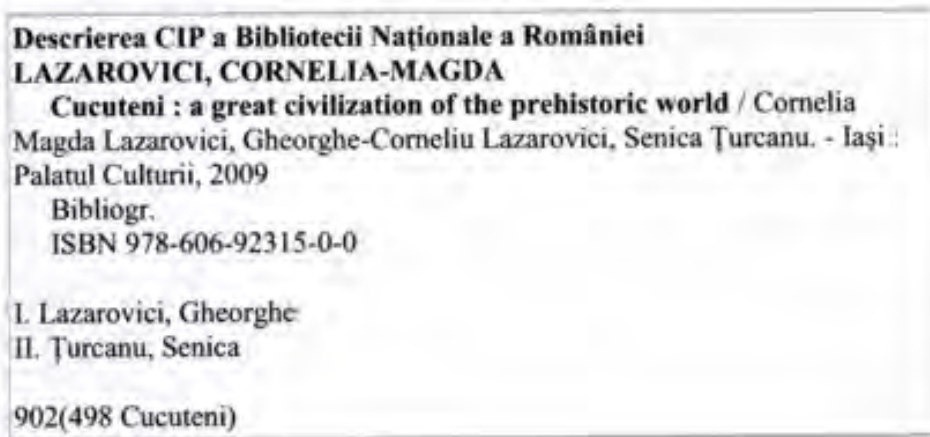 Descrierea CIP a Bibliotecii Naţionale a României
LAZAROVICI, CORNELIA-MAGDA
Cucuteni : a great civilization of the prehistoric world / Cornelia
Magda Lazarovici, Gheorghe-Corneliu Lazarovici, Senica Ţurcanu. - Iaşi :
Palatul Culturii, 2009
Bibliogr.
ISBN 978-606-92315-0-0
I. Lazarovici, Gheorghe
II. Ţurcanu, Senica
902(498 Cucuteni)